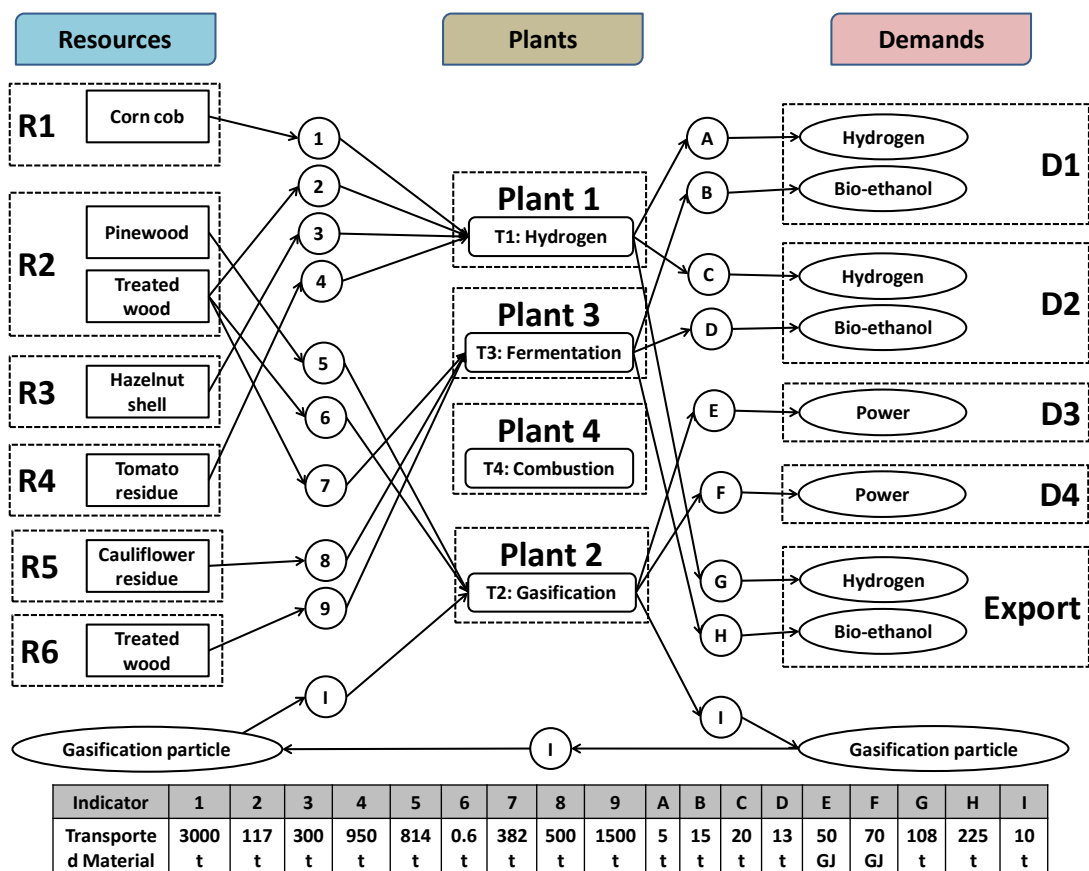 Resources
Plants
Demands
R1
Corn cob
R2
Pinewood
Treated
wood
R3
Hazelnut
shell
R4
Tomato
residue
R5
Cauliflower
residue
R6
Treated
wood
1
2
3
4
5
6
7
8
9
I
Plant 1
T1: Hydrogen
Plant 3
T3: Fermentation
Plant 4
T4: Combustion
Plant 2
T2: Gasification
A
B
C
D
E
F
G
H
I
Hydrogen
Bio-ethanol
D1
Hydrogen
Bio-ethanol
D2
Power
D3
Power
D4
Hydrogen
Bio-ethanol
Export
Gasification particle
I
Gasification particle
Indicator 1 2 3 4 5 6 7 8 9 A B C D E F G H I
Transporte 3000 117 300 950 814 0.6 382 500 1500 5 15 20 13 50 70 108 225 10
d Material t t t t t t t t t t t t t GJ GJ t t t